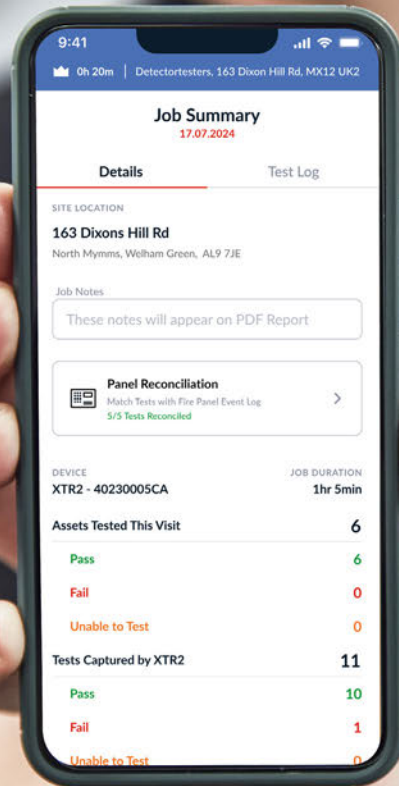 9:41
0h 20m | Detectortesters, 163 Dixon Hill Rd, MX12 UK2
Job Summary
17.07.2024
Details Test Log
SITE LOCATION
163 Dixons Hill Rd
North Mymms, Welham Green, AL9 7JE
Job Notes
These notes will appear on PDF Report
Panel Reconciliation
Match Tests with Fire Panel Event Log
5/5 Tests Reconciled
DEVICE JOB DURATION
XTR2 - 40230005CA 1hr 5min
Assets Tested This Visit 6
Pass 6
Fail 0
Unable to Test 0
Tests Captured by XTR2 11
Pass 10
Fail 1
Unable to Test 0